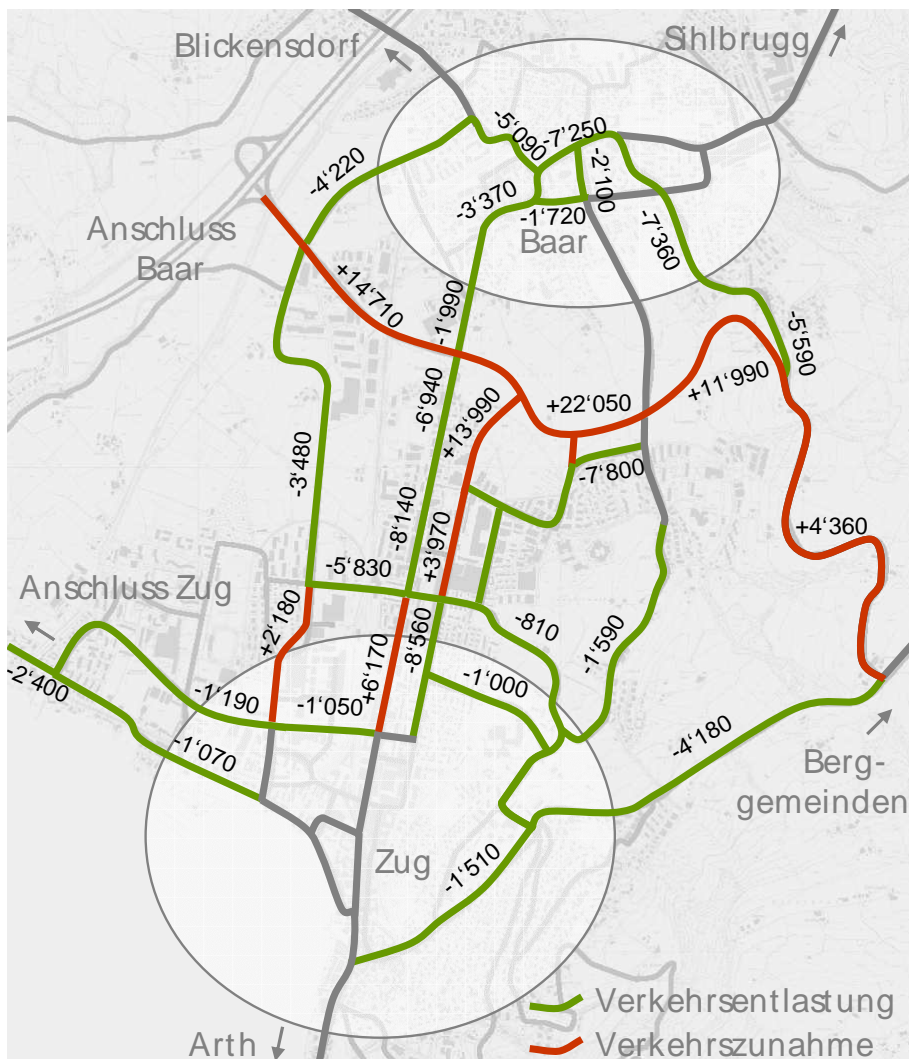 Blickensdorf
Sihlbrugg
-5‘090
-7‘250
-2‘100
-4‘220
-3‘370
-1‘720
-7‘360
Baar
Anschluss
Baar
+14‘710
-1‘990
-5‘590
-6‘940
+13‘990
+22‘050
+11‘990
-3‘480
-7‘800
-8‘140
+3‘970
+4‘360
-5‘830
Anschluss Zug
+2‘180
-8‘560
-810
-1‘590
+6‘170
-2‘400
-1‘190
-1‘050
-1‘000
-1‘070
-4‘180
Berg-
gemeinden
Zug
-1‘510
Verkehrsentlastung
Arth
Verkehrszunahme